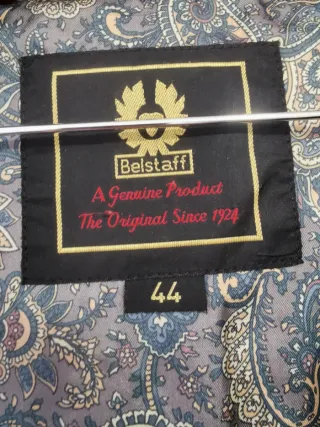 Belstaff
A Genuine Product
The Original Since 1924
44